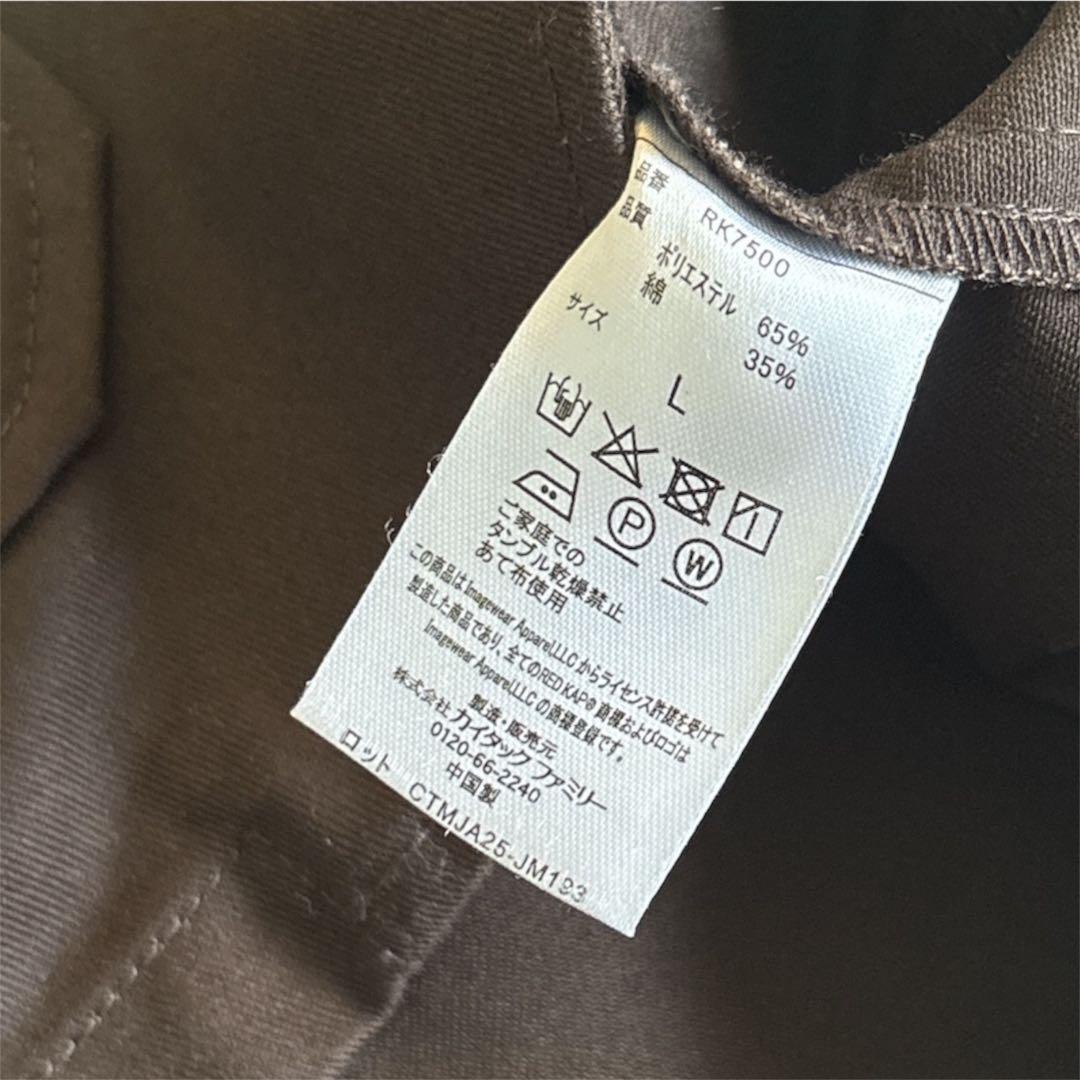 品番 RK7500
品質 ポリエステル 65%
綿 35%
サイズ L
P
W
ご家庭での
タンブル乾燥禁止
あて布使用
この商品はImagewear Apparel,LLC からライセンス許諾を受けて
製造した商品であり、全てのRED KAP® 商標およびロゴは
Imagewear Apparel,LLC の商標登録です。
製造・販売元
株式会社 カイタック ファミリー
0120-66-2240
中国製
ロット CTMJA25-JM193